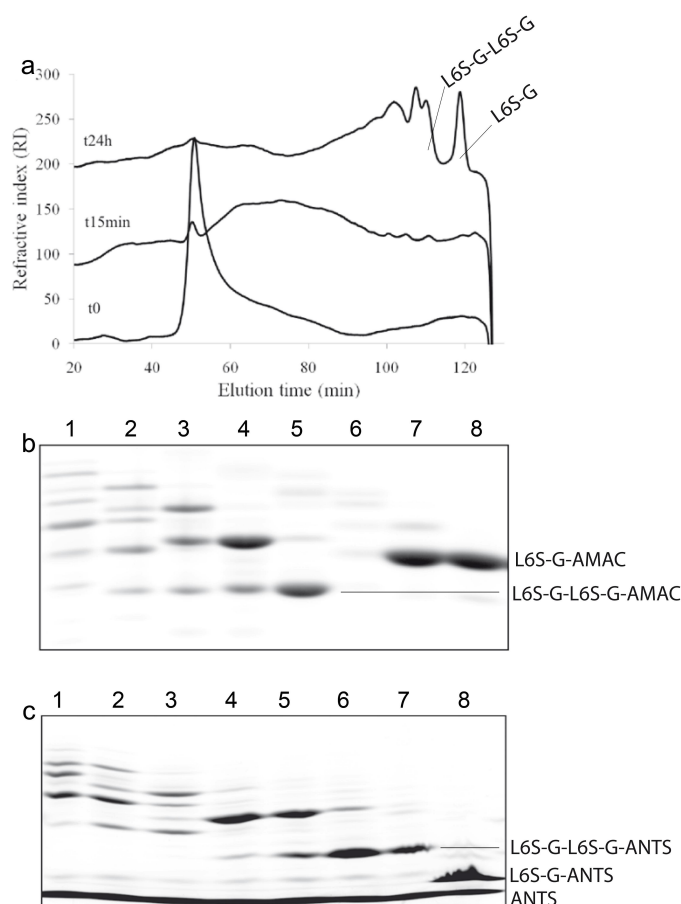 a
300
250
200
150
100
50
0
Refractive index (RI)
t24h
t15min
t0
L6S-G-L6S-G
L6S-G
20 40 60 80 100 120
Elution time (min)
b
1 2 3 4 5 6 7 8
L6S-G-AMAC
L6S-G-L6S-G-AMAC
c
1 2 3 4 5 6 7 8
L6S-G-L6S-G-ANTS
L6S-G-ANTS
ANTS